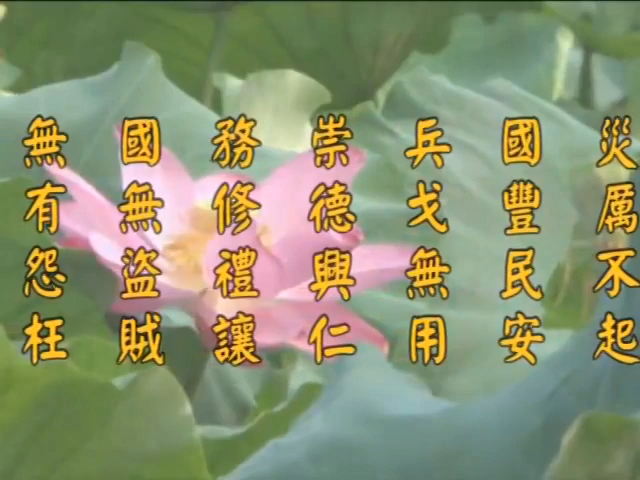 災厲不起
國豐民安
兵戈無用
崇德興仁
務修禮讓
國無盜賊
無有怨枉